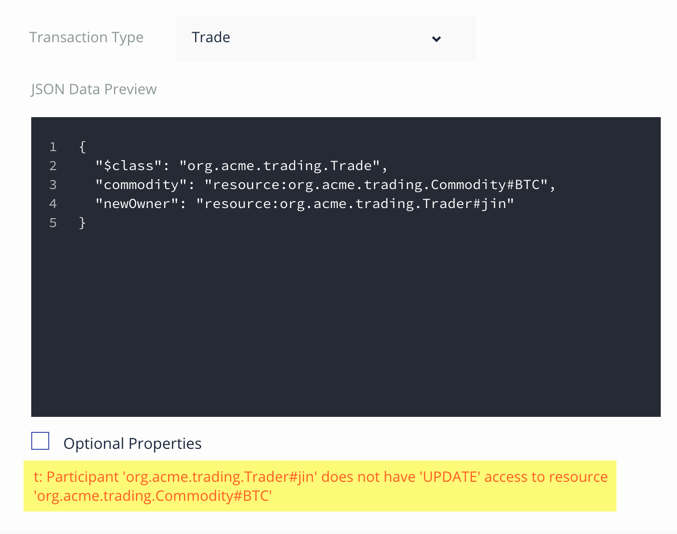 Transaction Type
Trade
JSON Data Preview
1 {
2 "$class": "org.acme.trading.Trade",
3 "commodity": "resource:org.acme.trading.Commodity#BTC",
4 "newOwner": "resource:org.acme.trading.Trader#jin"
5 }
Optional Properties
t: Participant 'org.acme.trading.Trader#jin' does not have 'UPDATE' access to resource
'org.acme.trading.Commodity#BTC'